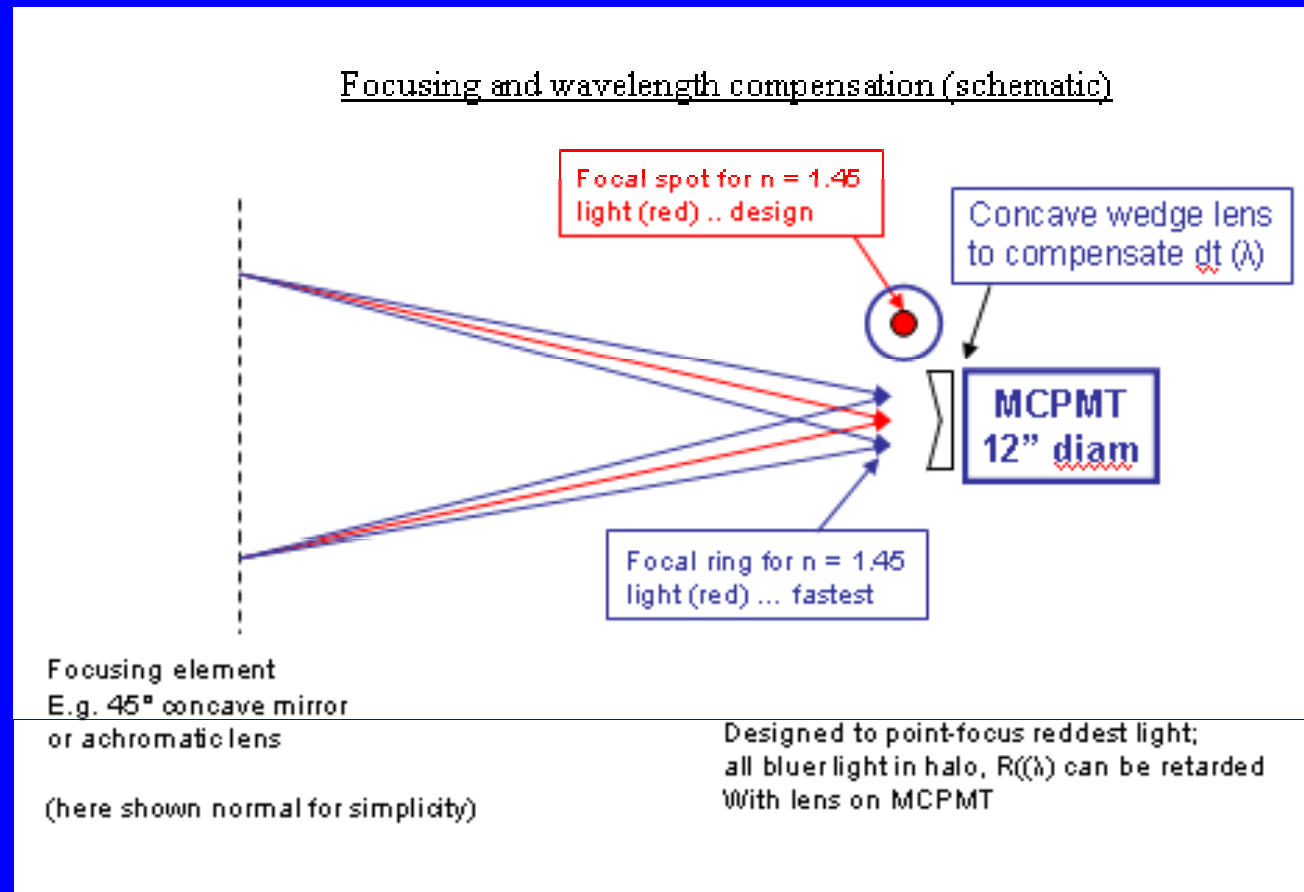 Focusing and wavelength compensation (schematic)
Focal spot for n = 1.45
light (red) .. design
Concave wedge lens
to compensate dt (λ)
MCPMT
12” diam
Focal ring for n = 1.45
light (red) ... fastest
Focusing element
E.g. 45° concave mirror
or achromatic lens
(here shown normal for simplicity)
Designed to point-focus reddest light;
all bluer light in halo, R((λ) can be retarded
With lens on MCPMT